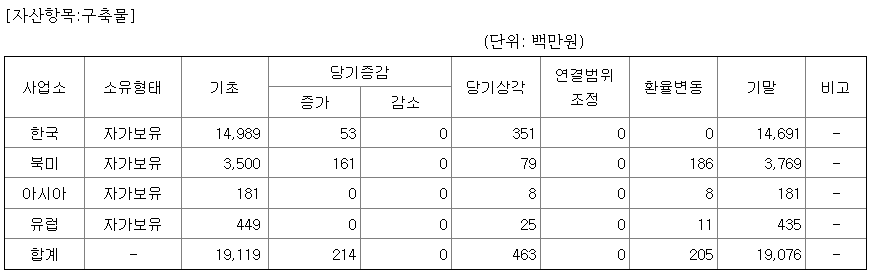 [자산항목:구축물]
(단위: 백만원)
사업소 소유형태 기초 당기증감 당기상각 연결범위 조정 환율변동 기말 비고
증가 감소
한국 자가보유 14,989 53 0 351 0 0 14,691 -
북미 자가보유 3,500 161 0 79 0 186 3,769 -
아시아 자가보유 181 0 0 8 0 8 181 -
유럽 자가보유 449 0 0 25 0 11 435 -
합계 - 19,119 214 0 463 0 205 19,076 -